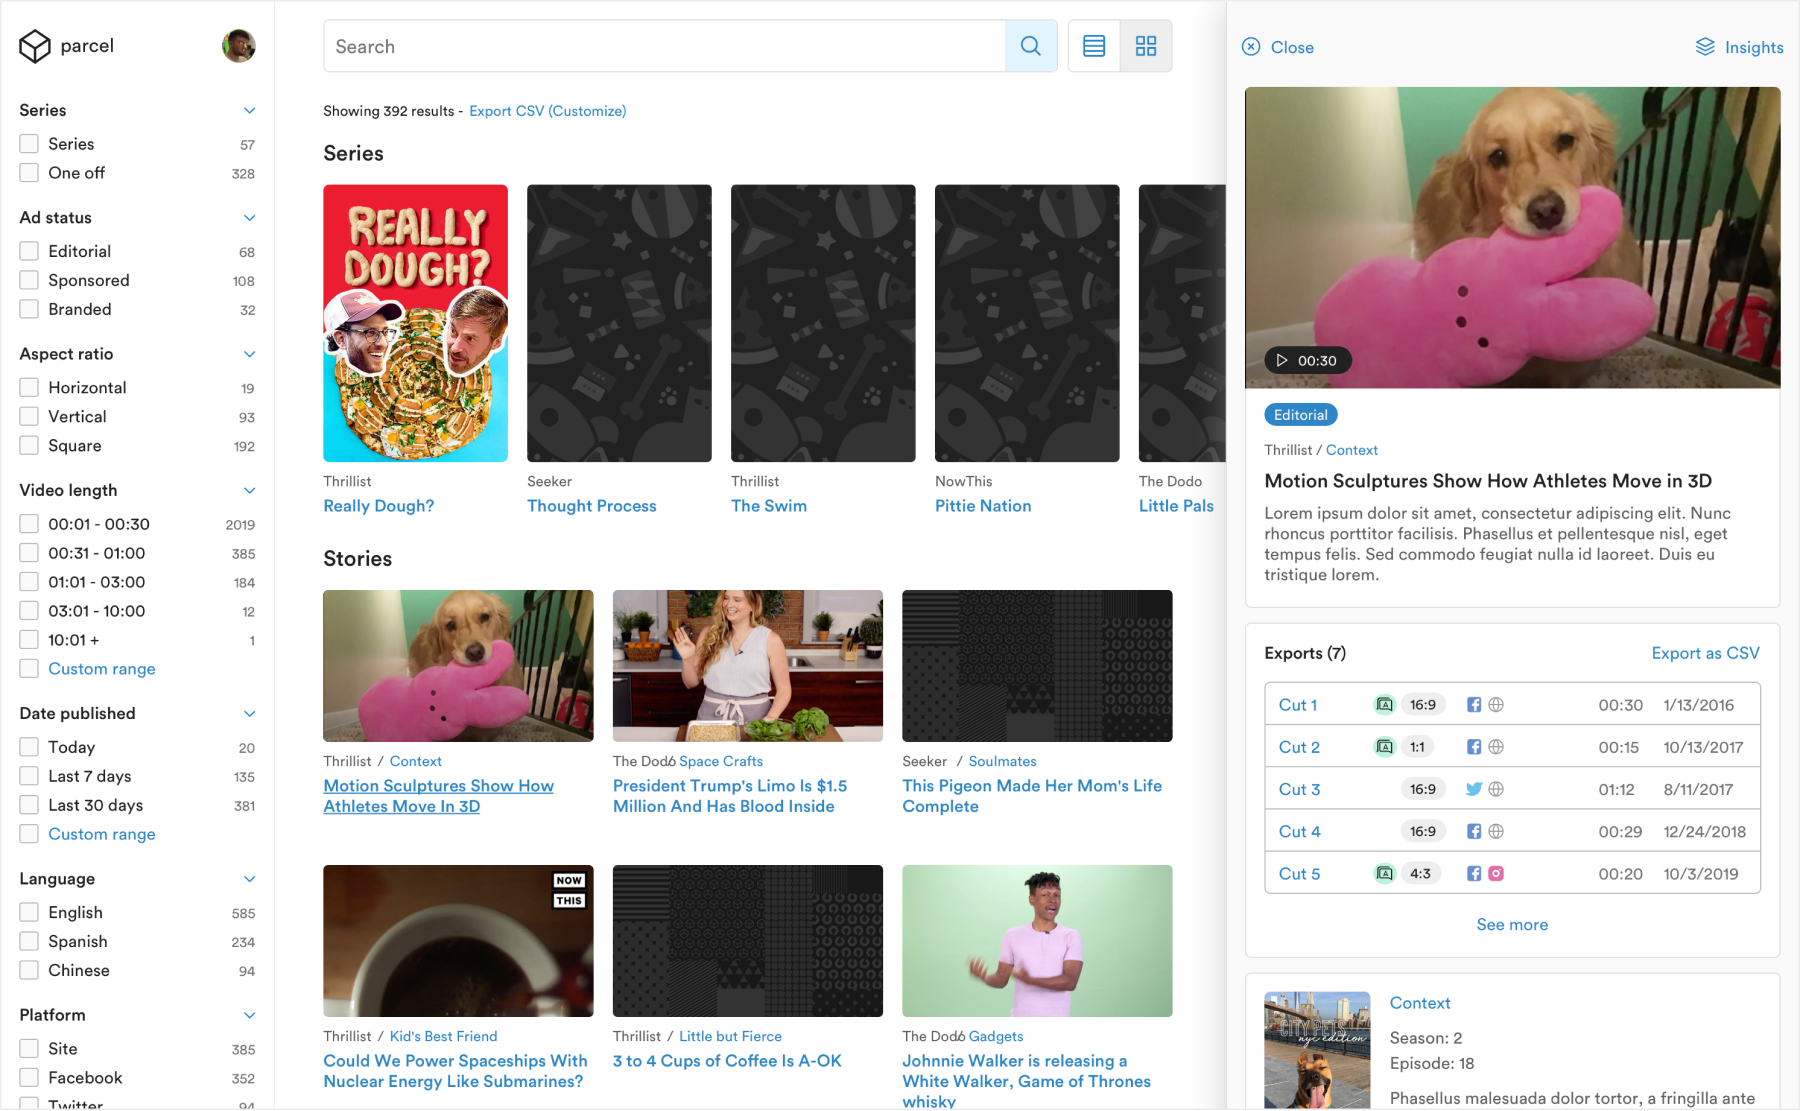 parcel
Series
Series 57
One off 328
Ad status
Editorial 68
Sponsored 108
Branded 32
Aspect ratio
Horizontal 19
Vertical 93
Square 192
Video length
00:01 - 00:30 2019
00:31 - 01:00 385
01:01 - 03:00 184
03:01 - 10:00 12
10:01 + 1
Custom range
Date published
Today 20
Last 7 days 135
Last 30 days 381
Custom range
Language
English 585
Spanish 234
Chinese 94
Platform
Site 385
Facebook 352
Twitter 94
Search
Showing 392 results - Export CSV (Customize)
Series
REALLY
DOUGH?
Thrillist
Really Dough?
Seeker
Thought Process
Thrillist
The Swim
NowThis
Pittie Nation
The Dodo
Little Pals
Stories
Thrillist / Context
Motion Sculptures Show How
Athletes Move In 3D
The Dodo / Space Crafts
President Trump's Limo Is $1.5
Million And Has Blood Inside
Seeker / Soulmates
This Pigeon Made Her Mom's Life
Complete
NOW
THIS
Thrillist / Kid's Best Friend
Could We Power Spaceships With
Nuclear Energy Like Submarines?
Thrillist / Little but Fierce
3 to 4 Cups of Coffee Is A-OK
The Dodo / Gadgets
Johnnie Walker is releasing a
White Walker, Game of Thrones
whisky
Close
Insights
00:30
Editorial
Thrillist / Context
Motion Sculptures Show How Athletes Move in 3D
Lorem ipsum dolor sit amet, consectetur adipiscing elit. Nunc
rhoncus porttitor facilisis. Phasellus et pellentesque nisl, eget
tempus felis. Sed commodo feugiat nulla id laoreet. Duis eu
tristique lorem.
Exports (7)
Export as CSV
Cut 1 16:9 00:30 1/13/2016
Cut 2 1:1 00:15 10/13/2017
Cut 3 16:9 01:12 8/11/2017
Cut 4 16:9 00:29 12/24/2018
Cut 5 4:3 00:20 10/3/2019
See more
CITY PETS
nyc edition
Context
Season: 2
Episode: 18
Phasellus malesuada dolor tortor, a fringilla ante